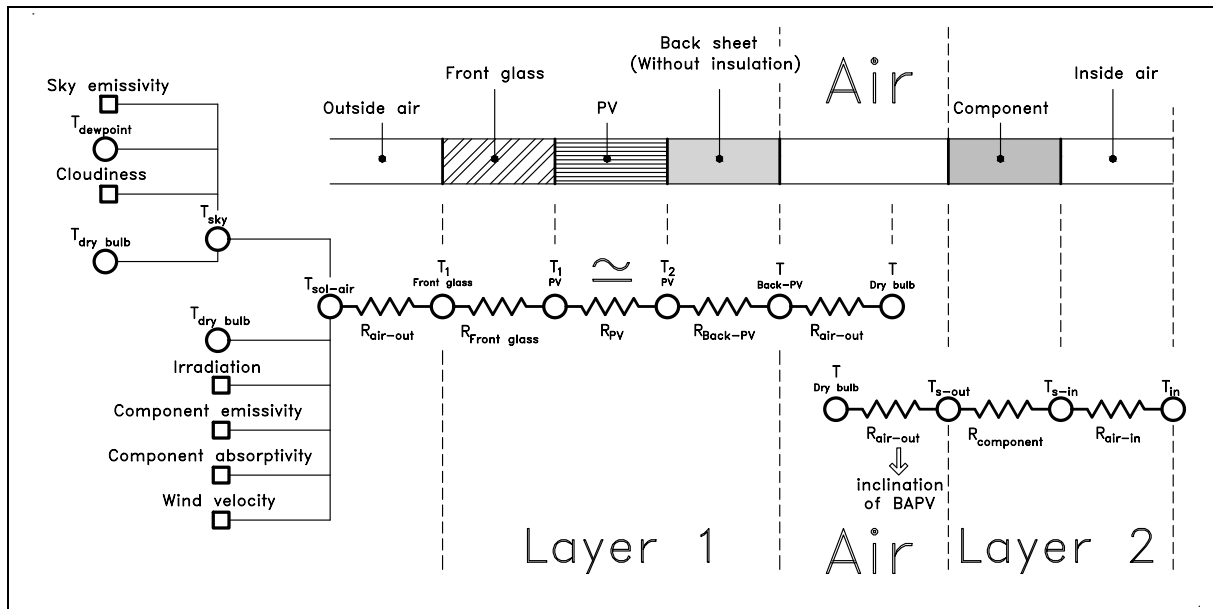 Back sheet
(Without insulation)
Air
Sky emissivity
Front glass
Inside air
Outside air
PV
Component
T dewpoint
Cloudiness
T sky
T dry bulb
T sol-air
T1 Front glass
T1 PV
≃
T2 PV
T Back-PV
T Dry bulb
T dry bulb
R air-out
R Front glass
R PV
R Back-PV
R air-out
Irradiation
T Dry bulb
T s-out
T s-in
T in
Component emissivity
R air-out
R component
R air-in
Component absorptivity
inclination
of BAPV
Wind velocity
Layer 1
Air
Layer 2